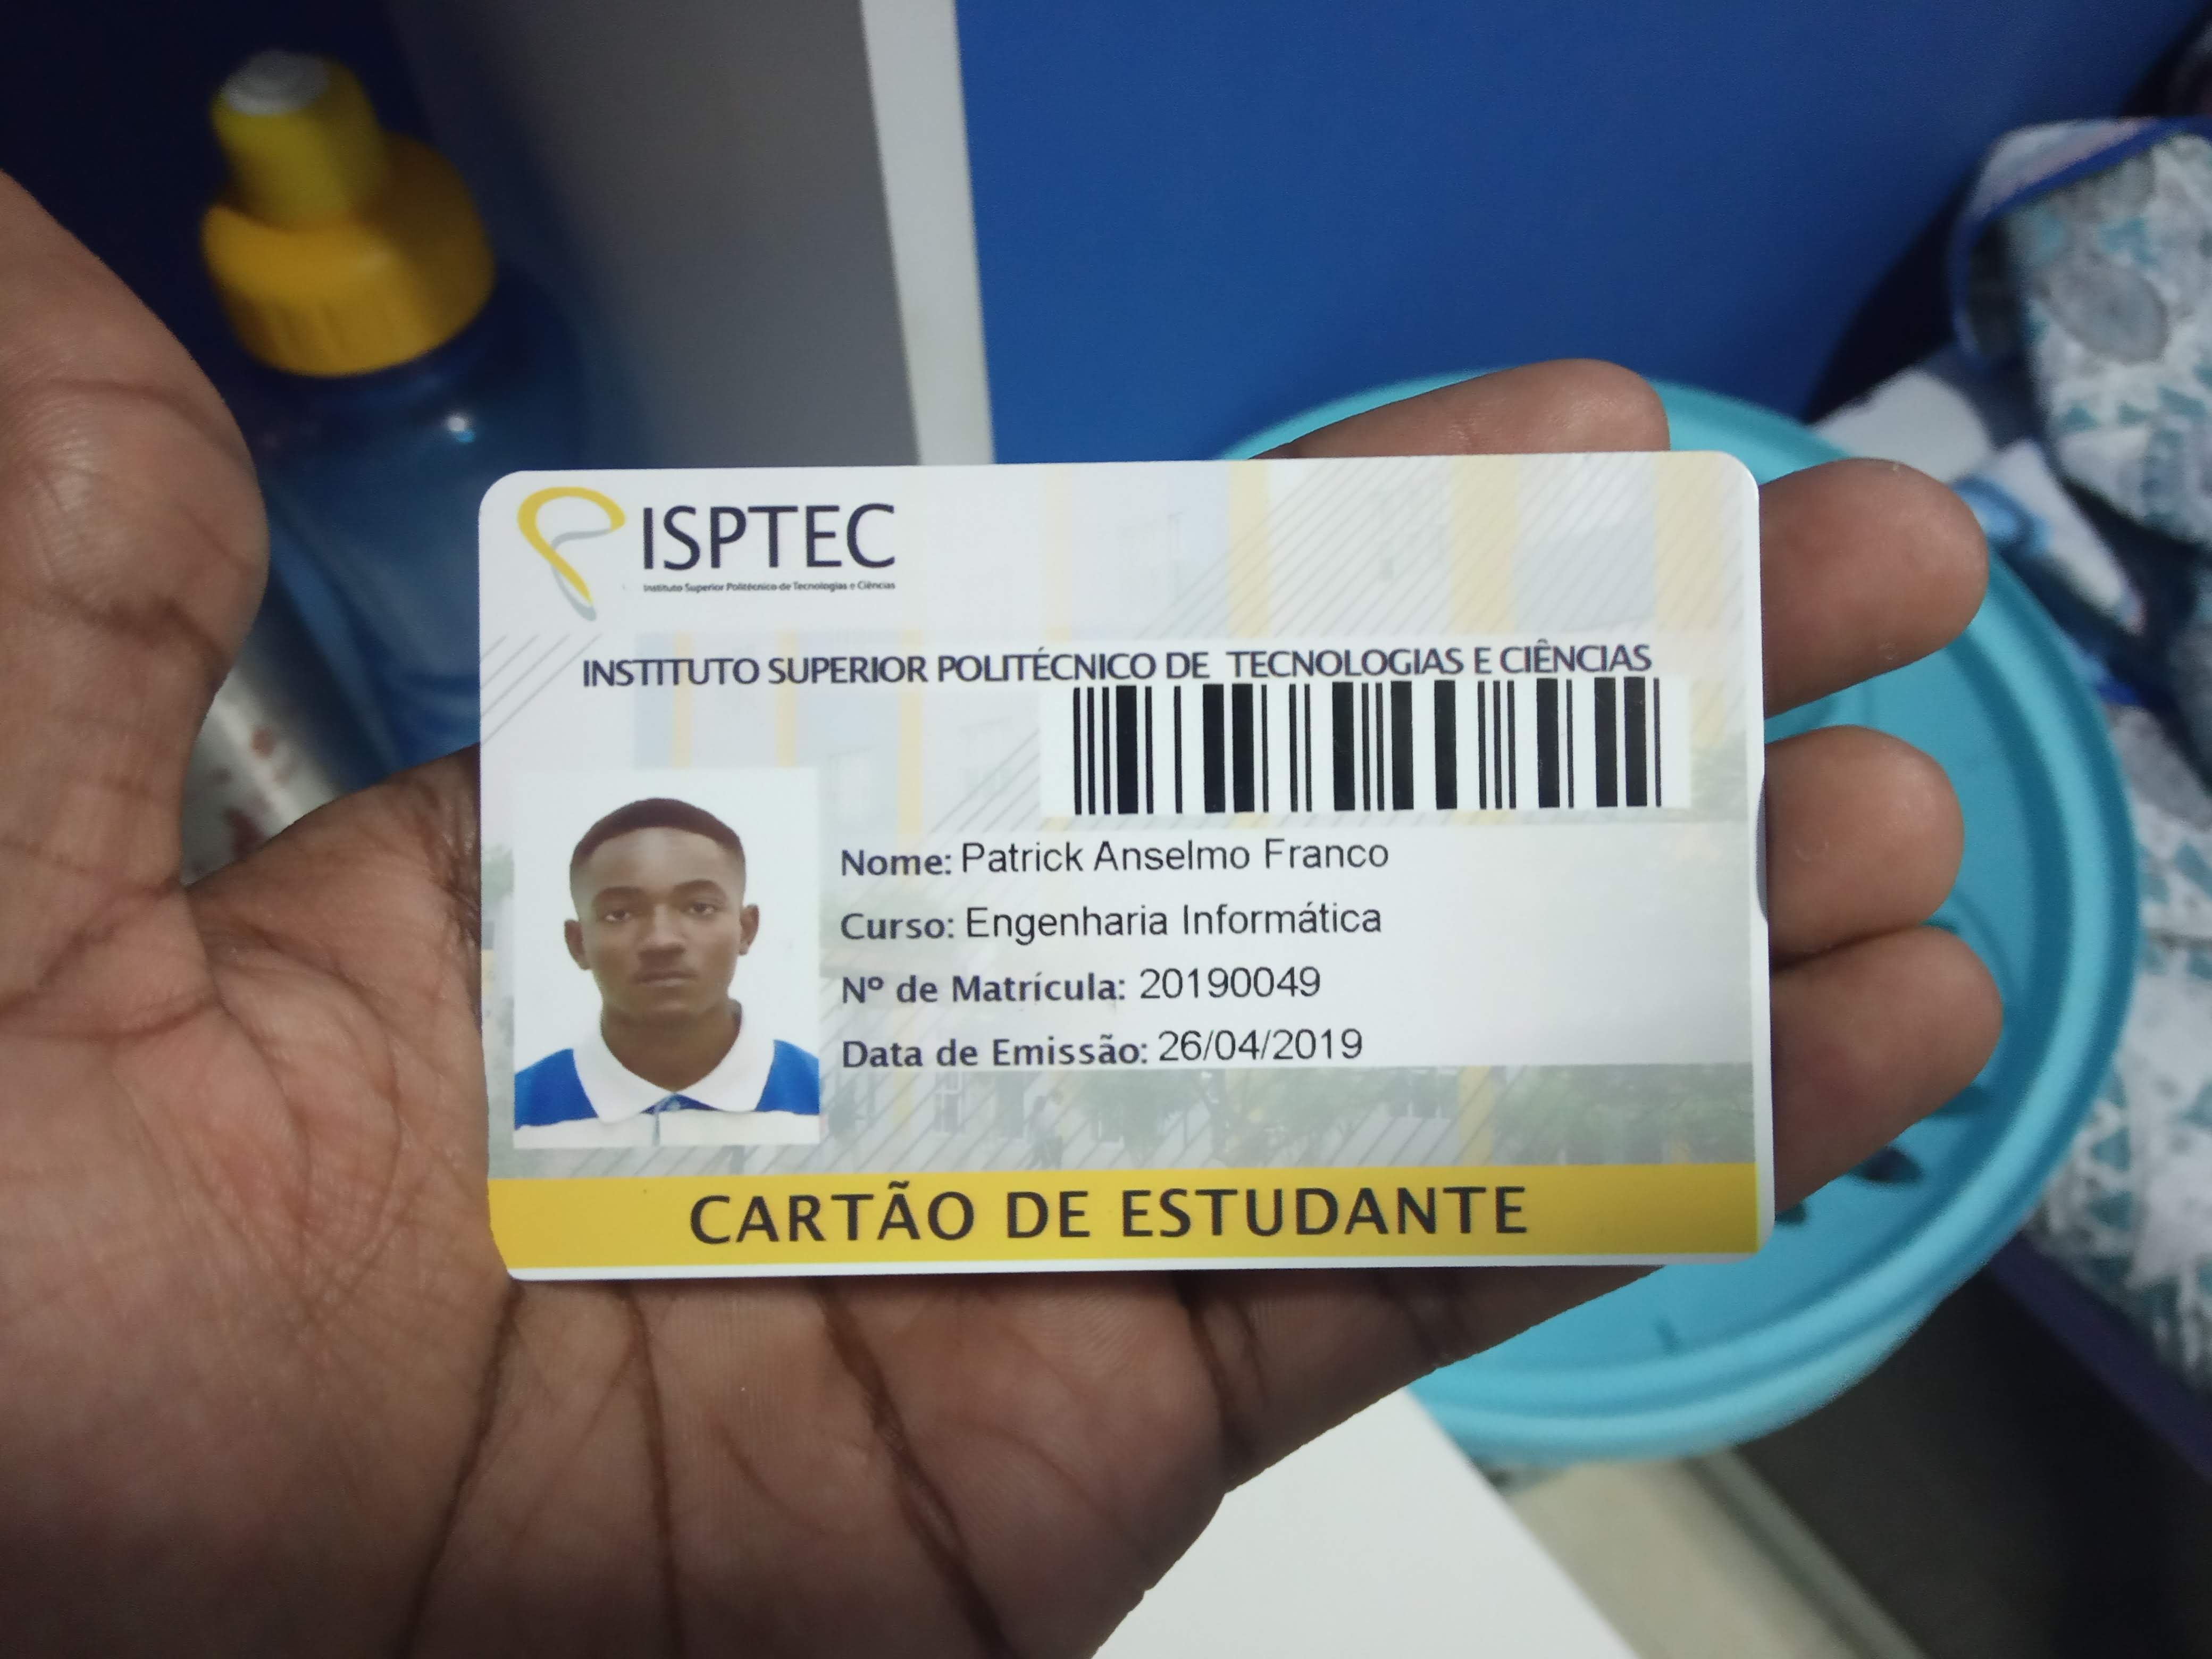 ISPTEC
Instituto Superior Politécnico de Tecnologias e Ciências
INSTITUTO SUPERIOR POLITÉCNICO DE TECNOLOGIAS E CIÊNCIAS
Nome: Patrick Anselmo Franco
Curso: Engenharia Informática
Nº de Matrícula: 20190049
Data de Emissão: 26/04/2019
CARTÃO DE ESTUDANTE